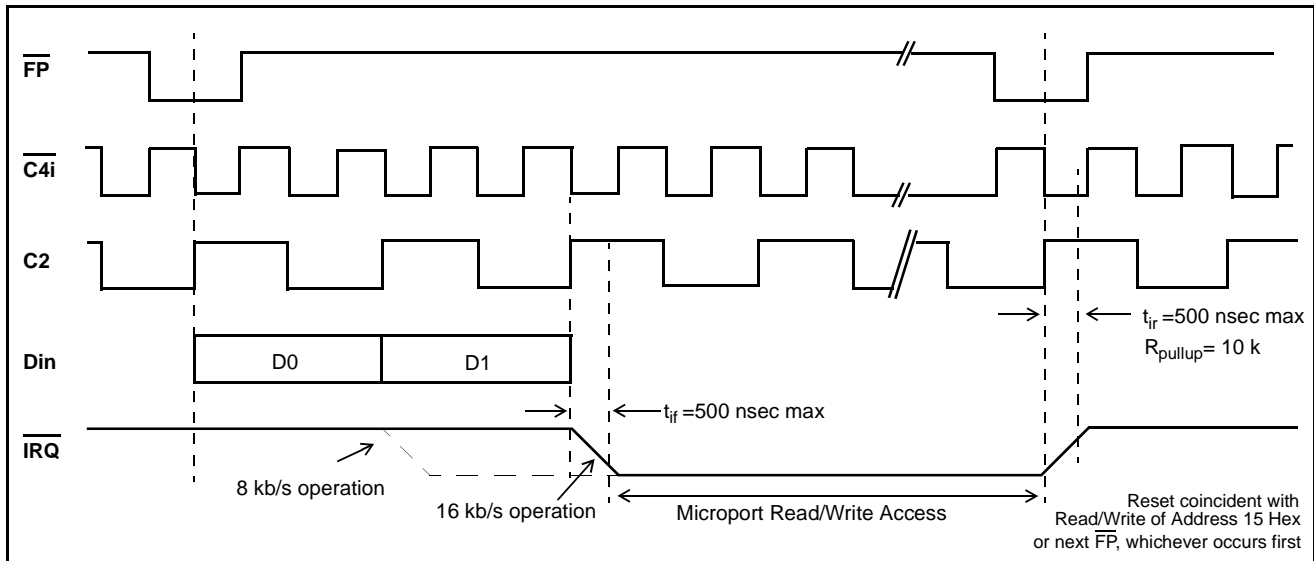 FP
C4i
C2
t_ir =500 nsec max
R_pullup= 10 k
Din
D0
D1
t_if =500 nsec max
IRQ
8 kb/s operation
16 kb/s operation
Microport Read/Write Access
Reset coincident with
Read/Write of Address 15 Hex
or next FP, whichever occurs first